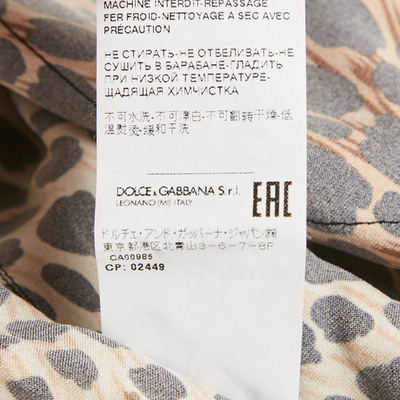 MACHINE INTERDIT-REPASSAGE
FER FROID-NETTOYAGE A SEC AVEC
PRÉCAUTION
НЕ СТИРАТЬ-НЕ ОТБЕЛИВАТЬ-НЕ
СУШИТЬ В БАРАБАНЕ-ГЛАДИТЬ
ПРИ НИЗКОЙ ТЕМПЕРАТУРЕ-
ЩАДЯЩАЯ ХИМЧИСТКА
不可水洗-不可漂白-不可翻轉干燥-低
溫熨燙-緩和干洗
DOLCE & GABBANA S.r.l.
LEGNANO (MI) ITALY
EAC
ドルチェ・アンド・ガッバーナ・ジャパン㈱
東京都港区北青山3-6-7-8F
CA00985
CP: 02449